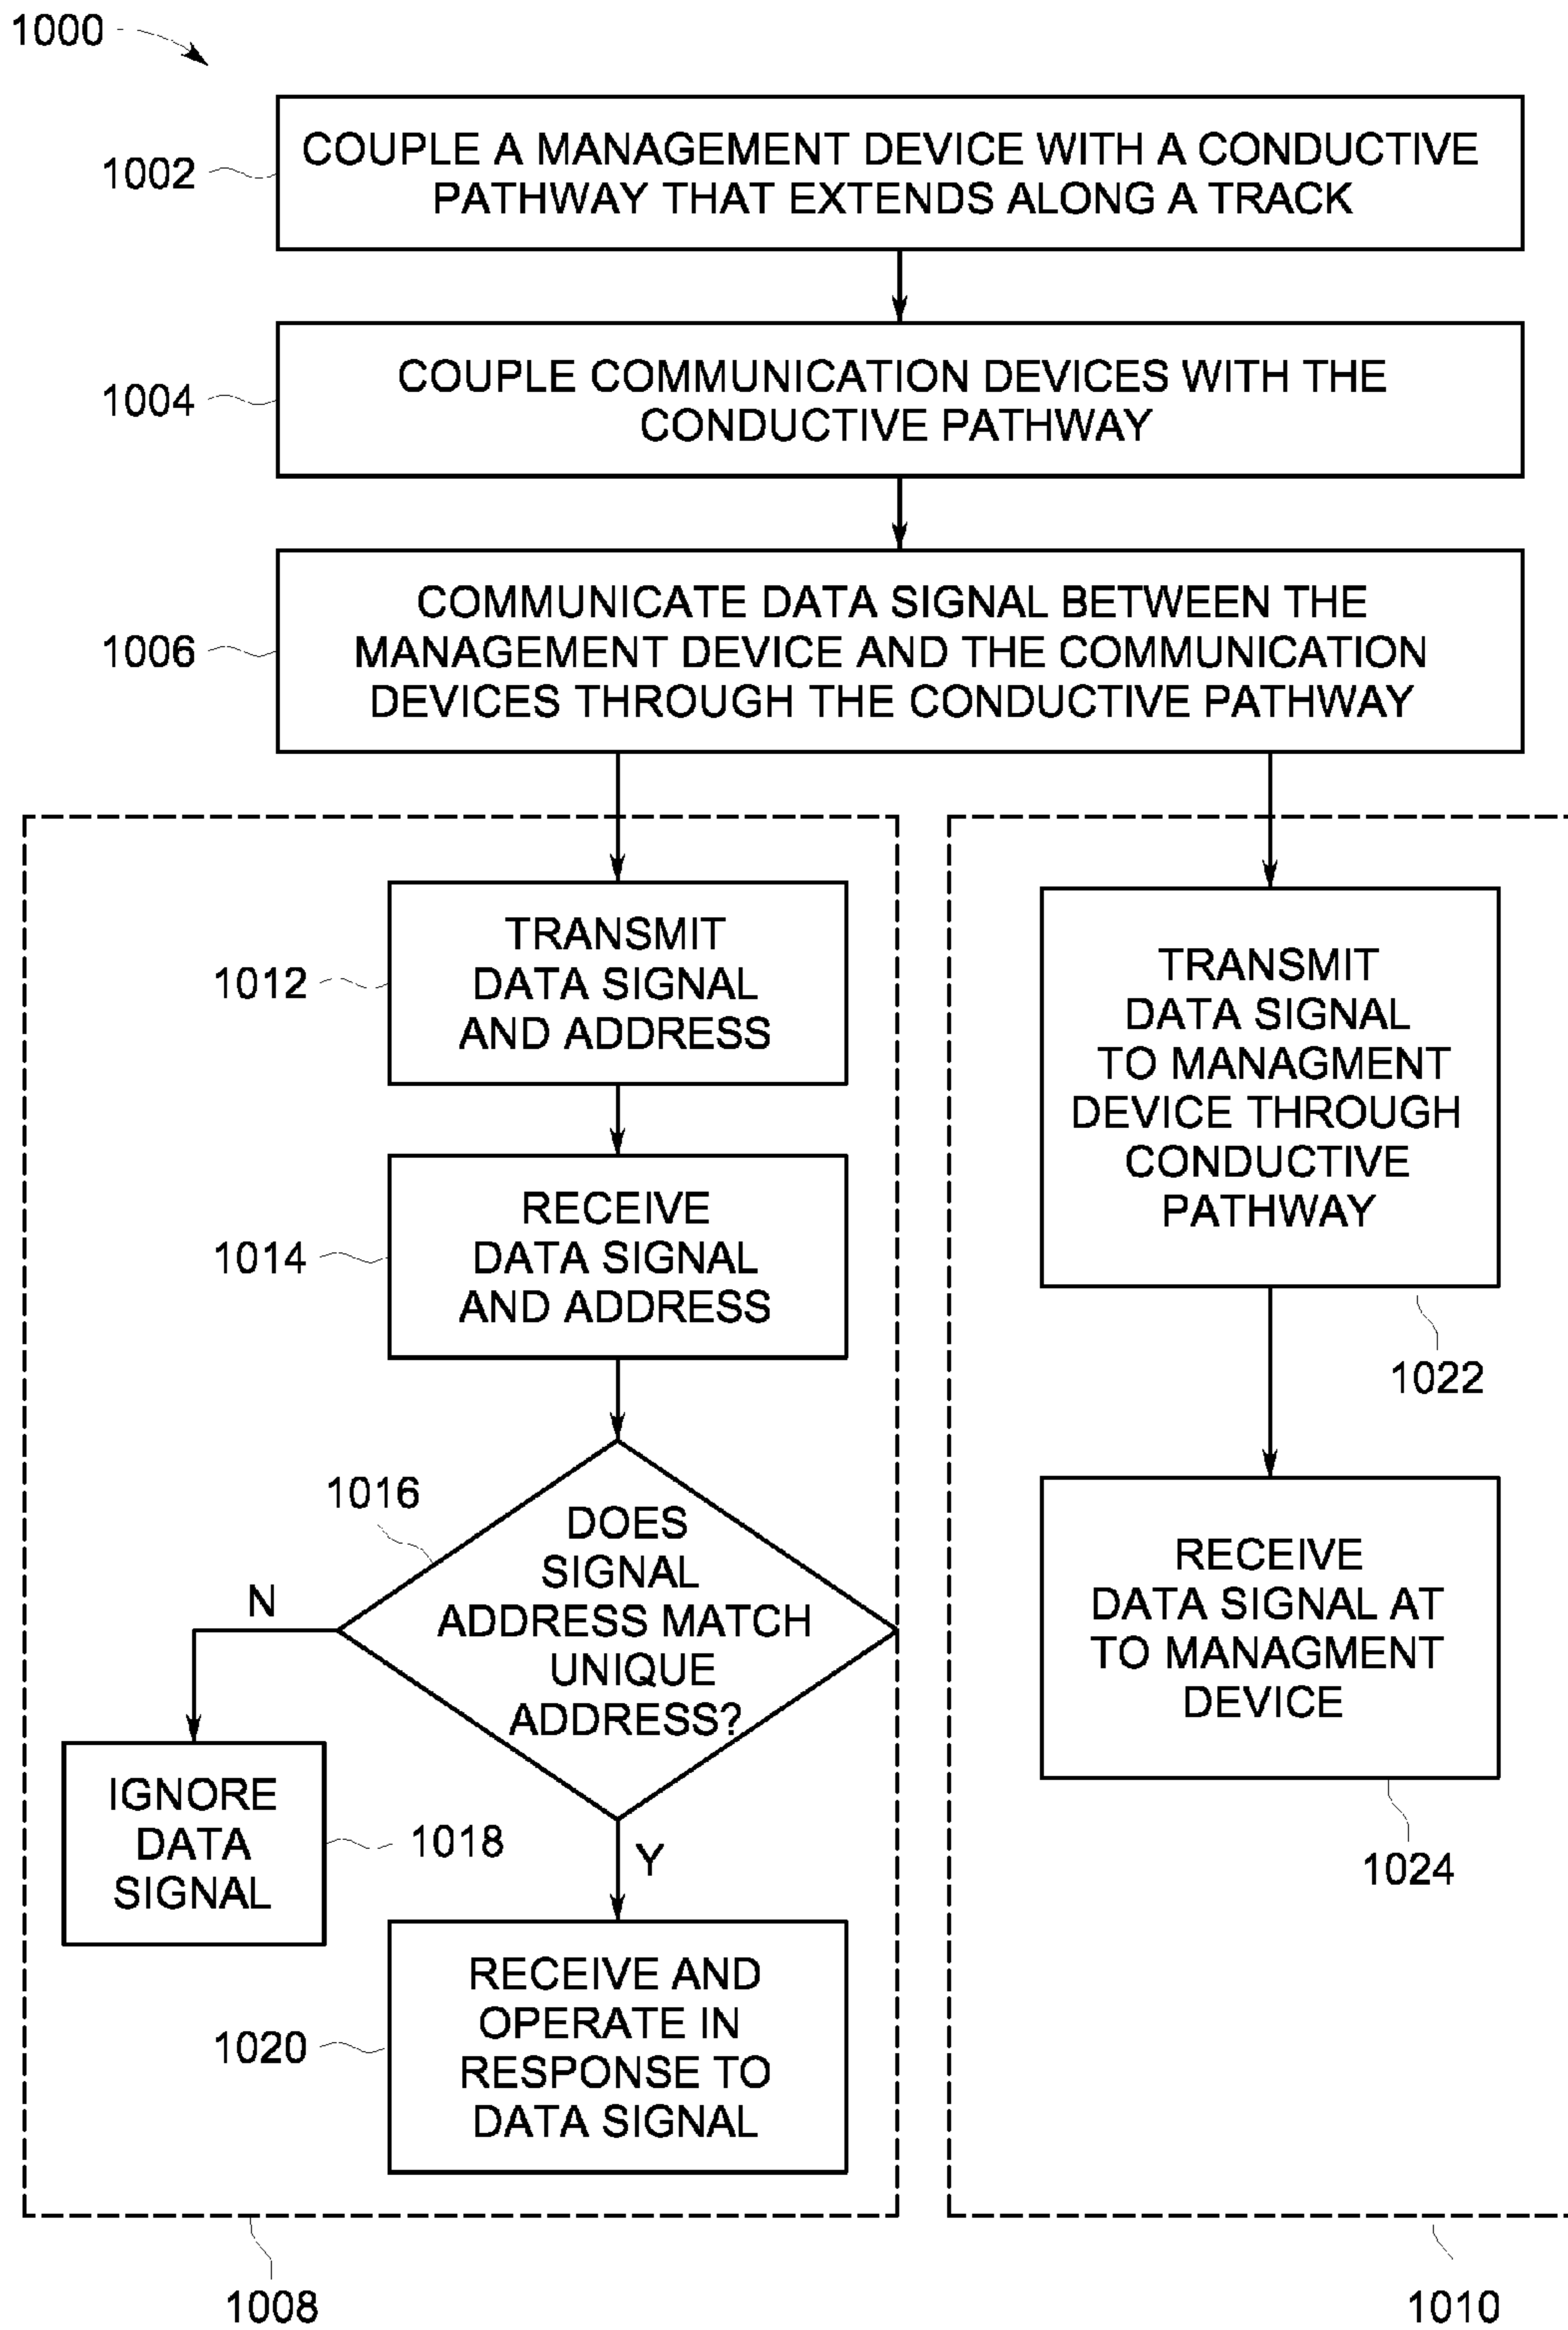 1000
1002
COUPLE A MANAGEMENT DEVICE WITH A CONDUCTIVE
PATHWAY THAT EXTENDS ALONG A TRACK
1004
COUPLE COMMUNICATION DEVICES WITH THE
CONDUCTIVE PATHWAY
1006
COMMUNICATE DATA SIGNAL BETWEEN THE
MANAGEMENT DEVICE AND THE COMMUNICATION
DEVICES THROUGH THE CONDUCTIVE PATHWAY
1012
TRANSMIT
DATA SIGNAL
AND ADDRESS
1014
RECEIVE
DATA SIGNAL
AND ADDRESS
1016
DOES
SIGNAL
ADDRESS MATCH
UNIQUE
ADDRESS?
N
IGNORE
DATA
SIGNAL
1018
Y
1020
RECEIVE AND
OPERATE IN
RESPONSE TO
DATA SIGNAL
1008
TRANSMIT
DATA SIGNAL
TO MANAGMENT
DEVICE THROUGH
CONDUCTIVE
PATHWAY
1022
RECEIVE
DATA SIGNAL AT
TO MANAGMENT
DEVICE
1024
1010